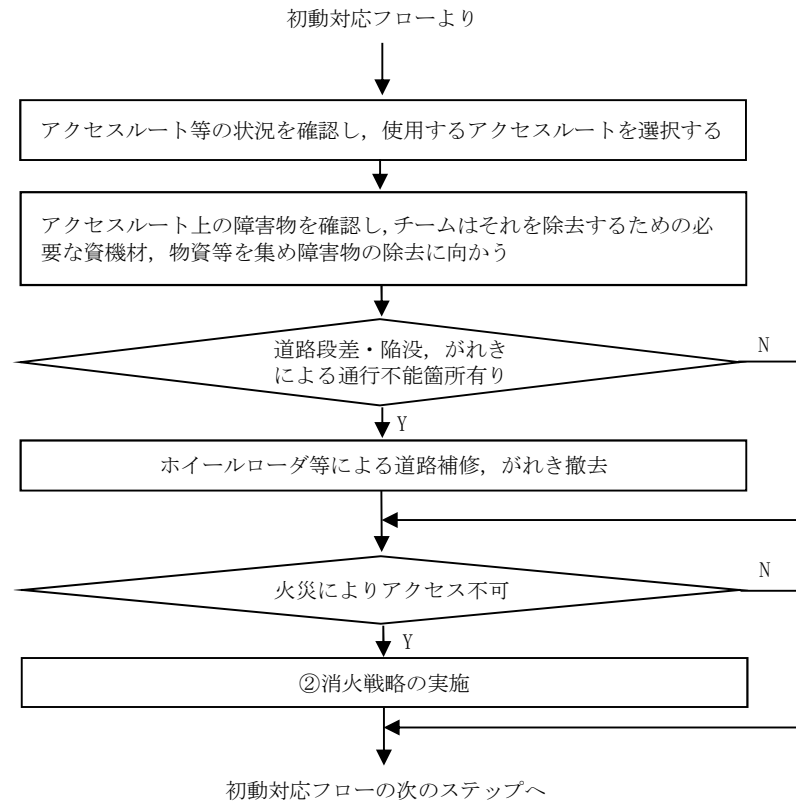 初動対応フローより
アクセスルート等の状況を確認し，使用するアクセスルートを選択する
アクセスルート上の障害物を確認し，チームはそれを除去するための必
要な資機材，物資等を集め障害物の除去に向かう
道路段差・陥没，がれき
による通行不能箇所有り
N
Y
ホイールローダ等による道路補修，がれき撤去
火災によりアクセス不可
N
Y
②消火戦略の実施
初動対応フローの次のステップへ